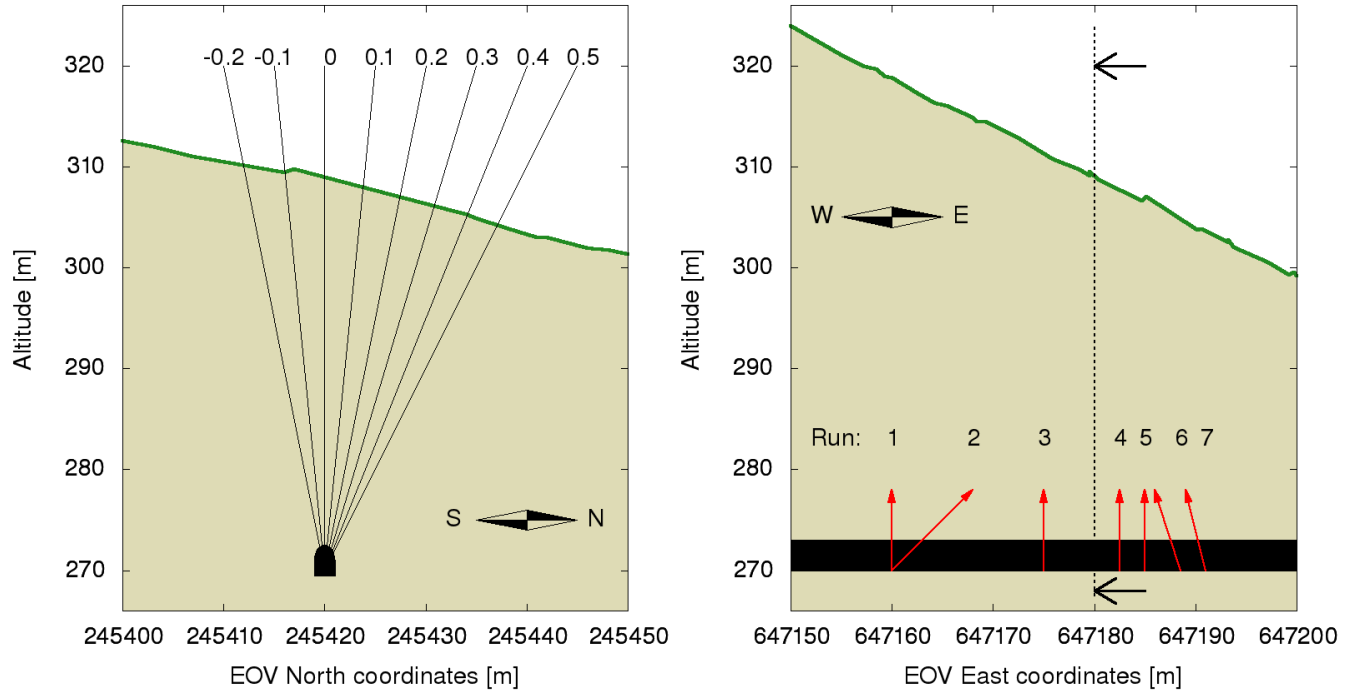 -0.2 -0.1 0 0.1 0.2 0.3 0.4 0.5
320
310
300
290
280
270
Altitude [m]
S N
245400 245410 245420 245430 245440 245450
EOV North coordinates [m]
320
310
300
290
280
270
Altitude [m]
W E
Run: 1 2 3 4 5 6 7
647150 647160 647170 647180 647190 647200
EOV East coordinates [m]